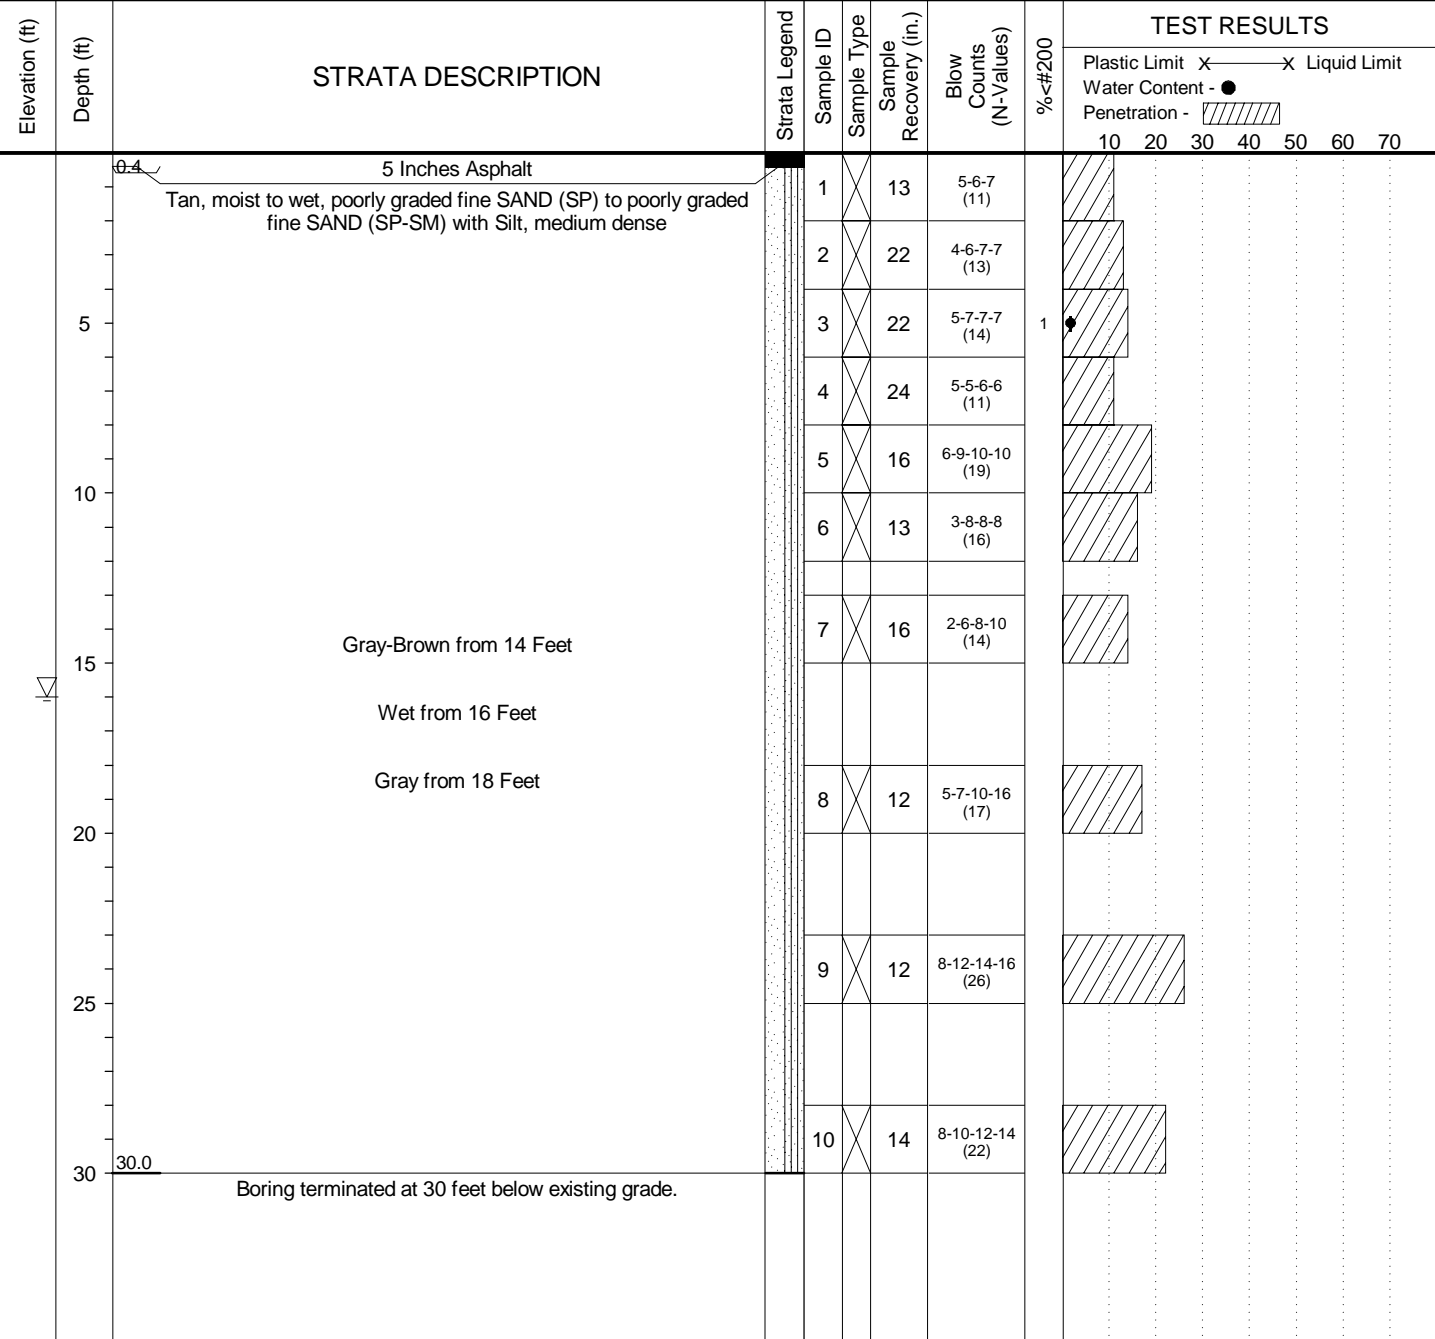 Elevation (ft)
Depth (ft)
STRATA DESCRIPTION
Strata Legend
Sample ID
Sample Type
Sample
Recovery (in.)
Blow
Counts
(N-Values)
%<#200
TEST RESULTS
Plastic Limit X X Liquid Limit
Water Content -
Penetration -
10 20 30 40 50 60 70
0.4
5 Inches Asphalt
Tan, moist to wet, poorly graded fine SAND (SP) to poorly graded
fine SAND (SP-SM) with Silt, medium dense
1 13 5-6-7
(11)
2 22 4-6-7-7
(13)
5
3 22 5-7-7-7
(14)
1
4 24 5-5-6-6
(11)
5 16 6-9-10-10
(19)
10
6 13 3-8-8-8
(16)
7 16 2-6-8-10
(14)
Gray-Brown from 14 Feet
15
Wet from 16 Feet
Gray from 18 Feet
8 12 5-7-10-16
(17)
20
9 12 8-12-14-16
(26)
25
10 14 8-10-12-14
(22)
30.0
30
Boring terminated at 30 feet below existing grade.